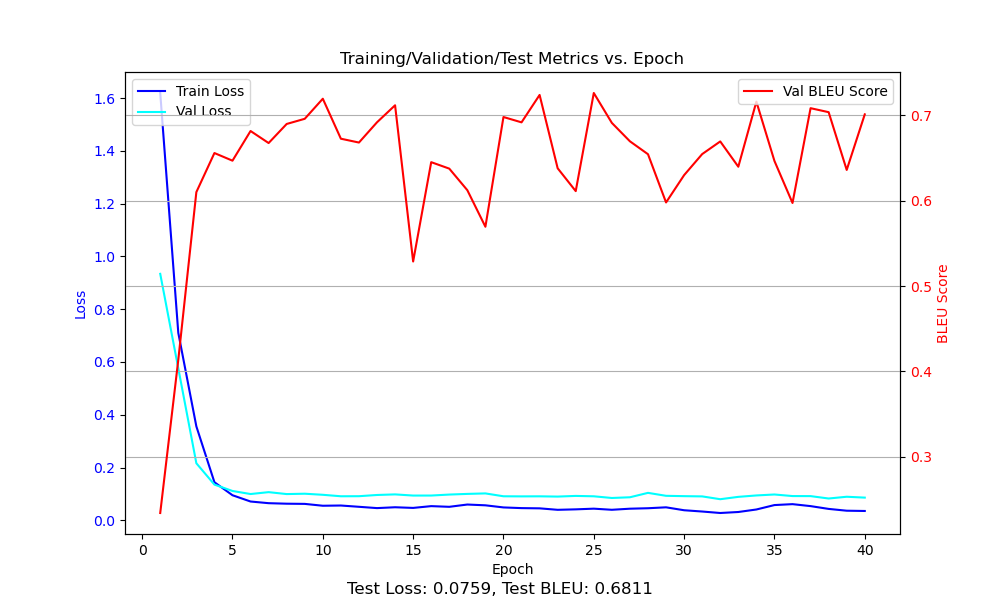 Training/Validation/Test Metrics vs. Epoch
Train Loss
Val Loss
Val BLEU Score
1.6
1.4
1.2
1.0
0.8
0.6
0.4
0.2
0.0
Loss
0.7
0.6
0.5
0.4
0.3
BLEU Score
0 5 10 15 20 25 30 35 40
Epoch
Test Loss: 0.0759, Test BLEU: 0.6811